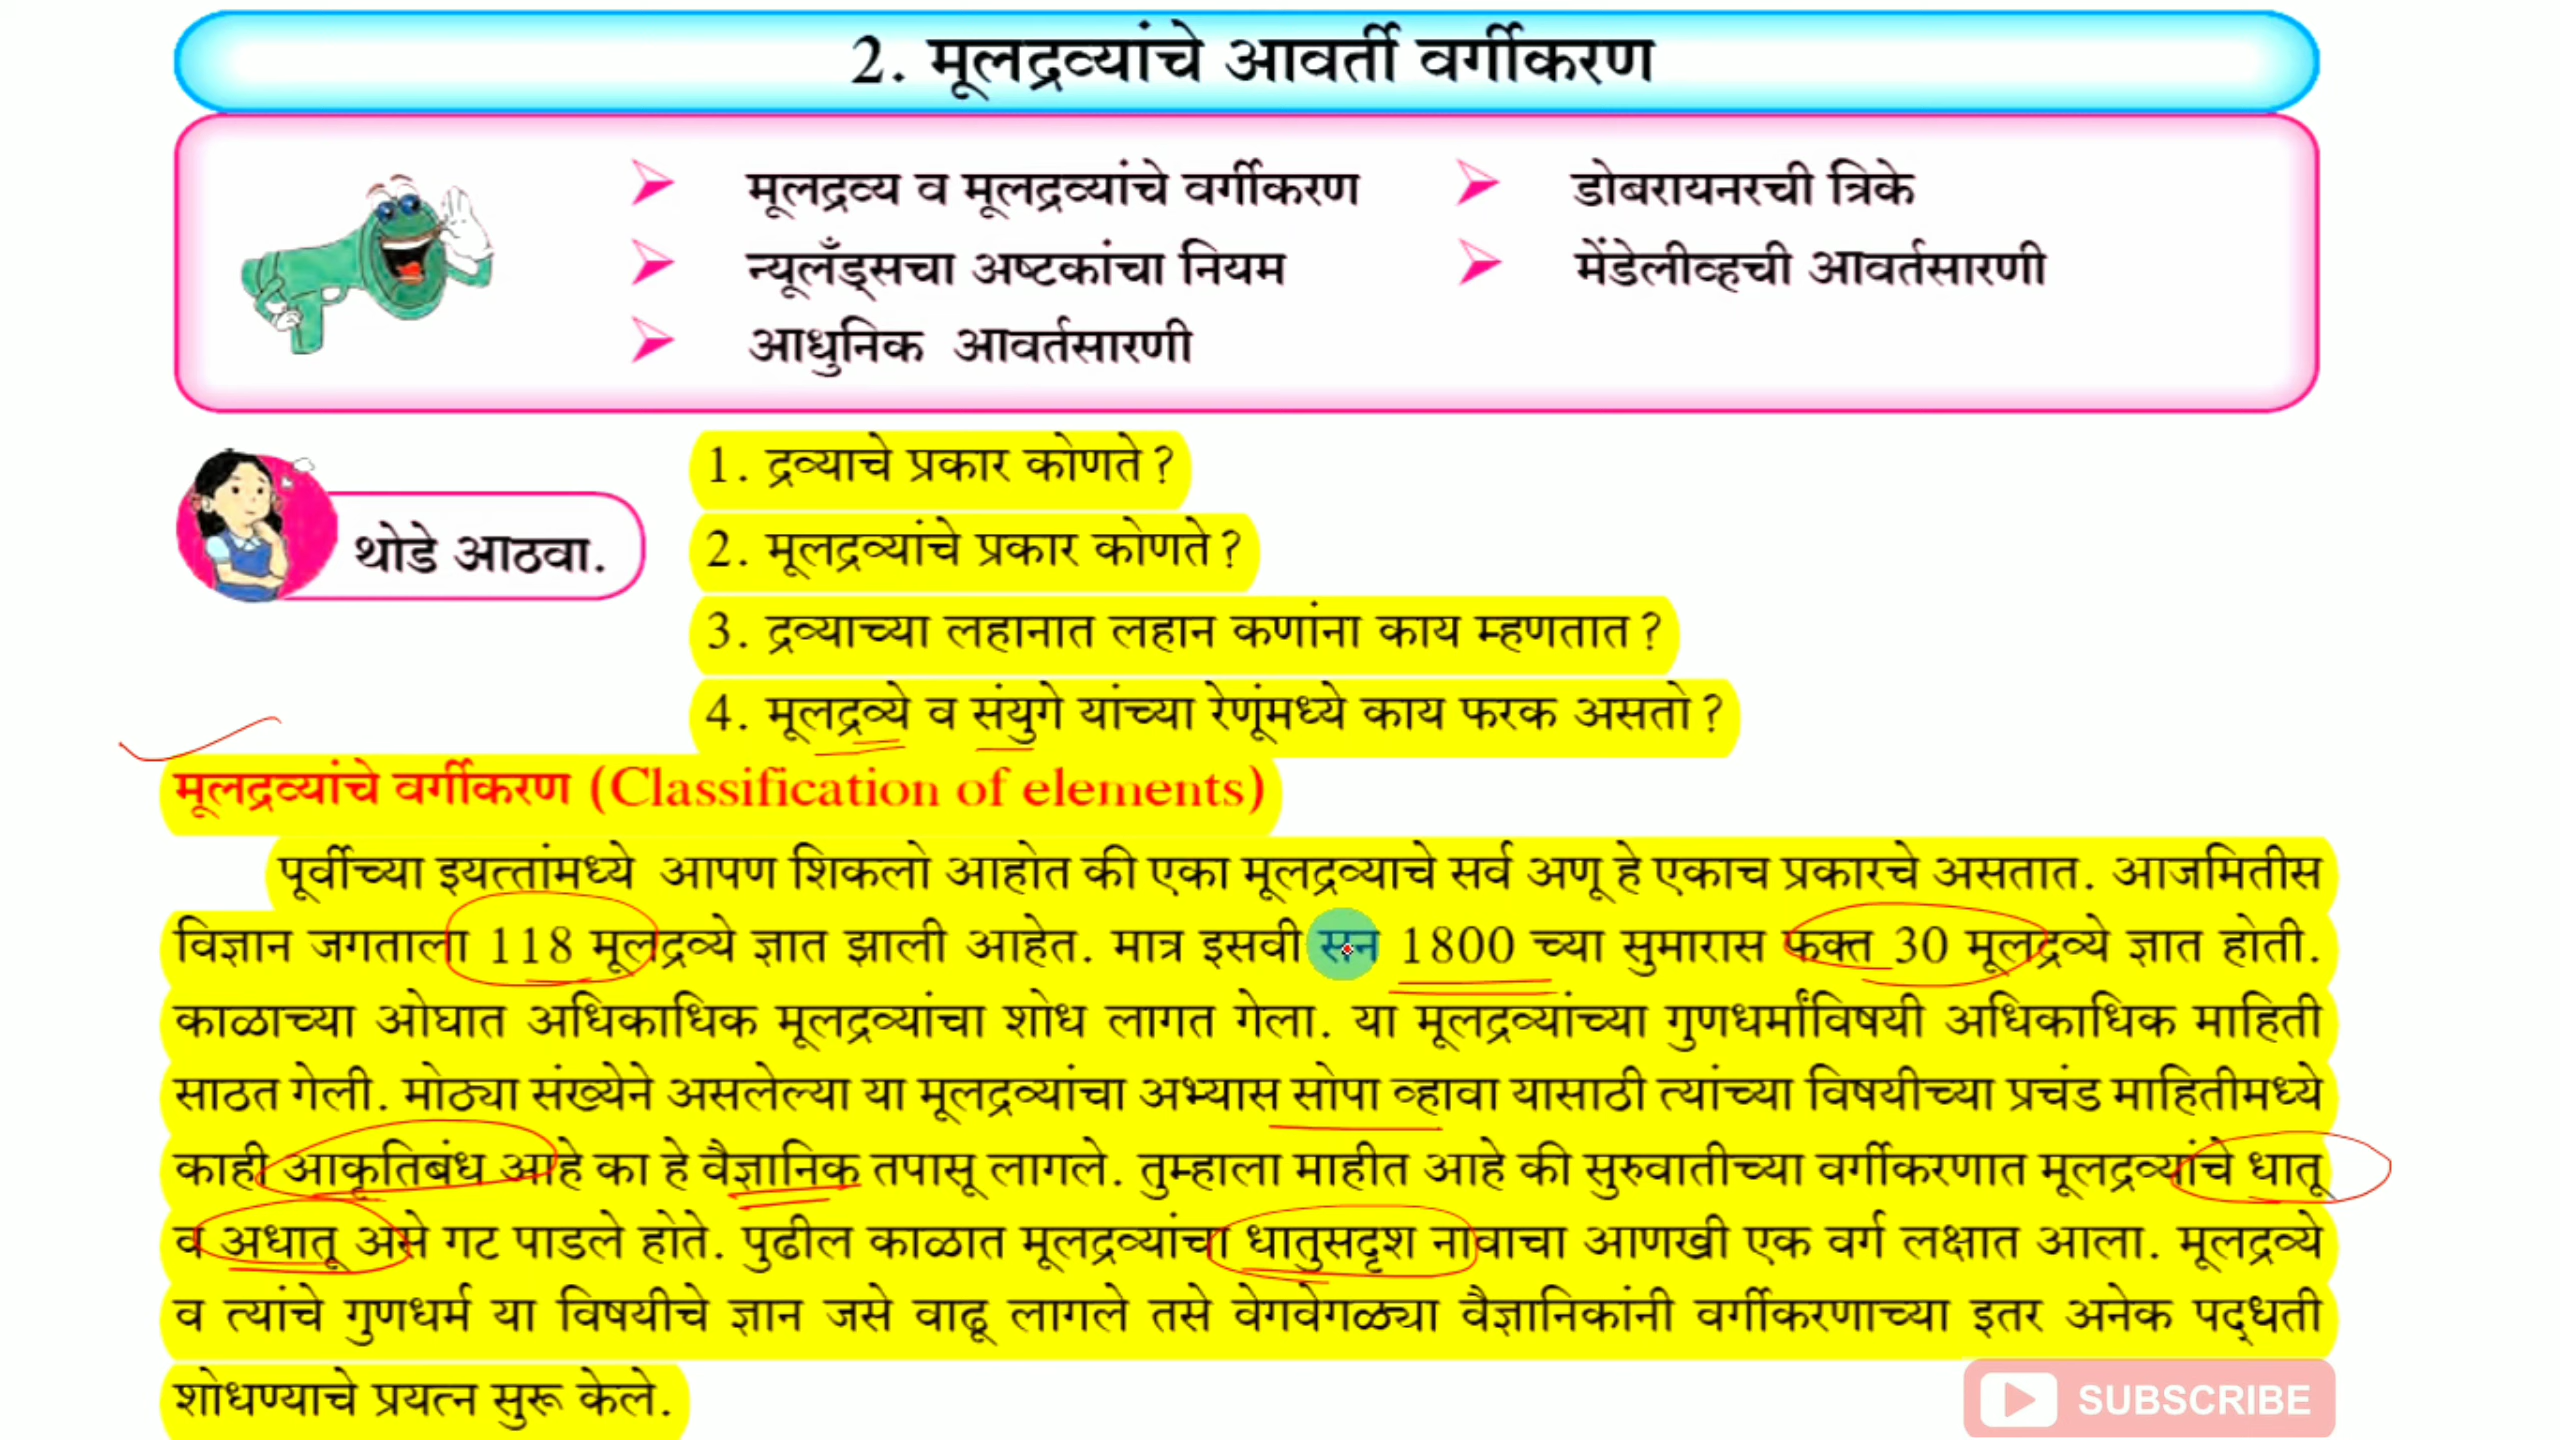 2. मूलद्रव्यांचे आवर्ती वर्गीकरण
मूलद्रव्य व मूलद्रव्यांचे वर्गीकरण
डोबरायनरची त्रिके
न्यूलँड्सचा अष्टकांचा नियम
मेंडेलीव्हची आवर्तसारणी
आधुनिक आवर्तसारणी
थोडे आठवा.
1. द्रव्याचे प्रकार कोणते?
2. मूलद्रव्यांचे प्रकार कोणते?
3. द्रव्याच्या लहानात लहान कणांना काय म्हणतात?
4. मूलद्रव्ये व संयुगे यांच्या रेणूंमध्ये काय फरक असतो?
मूलद्रव्यांचे वर्गीकरण (Classification of elements)
पूर्वीच्या इयत्तांमध्ये आपण शिकलो आहोत की एका मूलद्रव्याचे सर्व अणू हे एकाच प्रकारचे असतात. आजमितीस
विज्ञान जगताला 118 मूलद्रव्ये ज्ञात झाली आहेत. मात्र इसवी सन 1800 च्या सुमारास फक्त 30 मूलद्रव्ये ज्ञात होती.
काळाच्या ओघात अधिकाधिक मूलद्रव्यांचा शोध लागत गेला. या मूलद्रव्यांच्या गुणधर्मांविषयी अधिकाधिक माहिती
साठत गेली. मोठ्या संख्येने असलेल्या या मूलद्रव्यांचा अभ्यास सोपा व्हावा यासाठी त्यांच्या विषयीच्या प्रचंड माहितीमध्ये
काही आकृतिबंध आहे का हे वैज्ञानिक तपासू लागले. तुम्हाला माहीत आहे की सुरुवातीच्या वर्गीकरणात मूलद्रव्यांचे धातू
व अधातू असे गट पाडले होते. पुढील काळात मूलद्रव्यांचा धातुसदृश नावाचा आणखी एक वर्ग लक्षात आला. मूलद्रव्ये
व त्यांचे गुणधर्म या विषयीचे ज्ञान जसे वाढू लागले तसे वेगवेगळ्या वैज्ञानिकांनी वर्गीकरणाच्या इतर अनेक पद्धती
शोधण्याचे प्रयत्न सुरू केले.
SUBSCRIBE